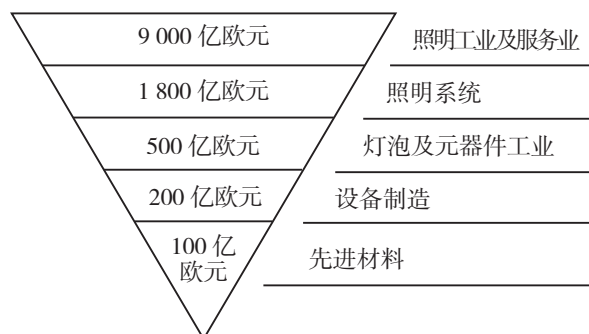 9 000 亿欧元 照明工业及服务业
1 800 亿欧元 照明系统
500 亿欧元 灯泡及元器件工业
200 亿欧元 设备制造
100 亿
欧元 先进材料